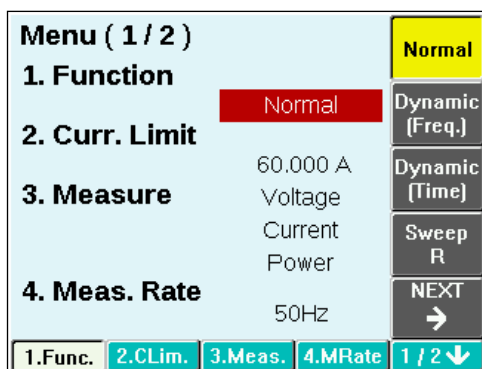 Menu ( 1 / 2 )
1. Function
Normal
2. Curr. Limit
60.000 A
3. Measure
Voltage
Current
Power
4. Meas. Rate
50Hz
Normal
Dynamic
(Freq.)
Dynamic
(Time)
Sweep
R
NEXT
→
1.Func. 2.CLim. 3.Meas. 4.MRate 1 / 2 ↓